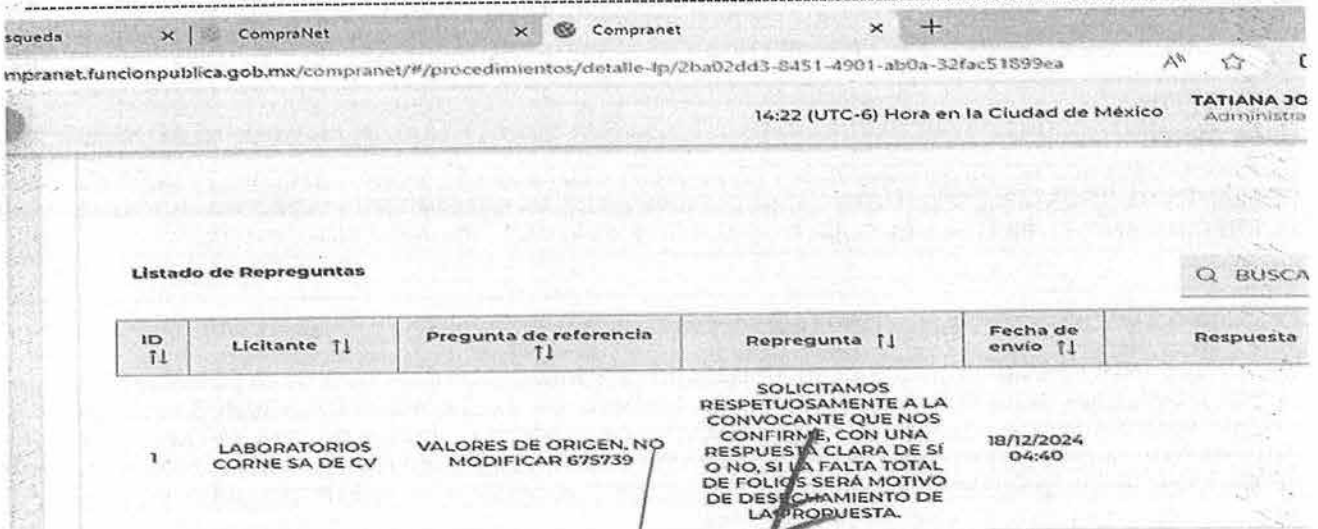 squeda × CompraNet × Compranet × +
mpranet.funcionpublica.gob.mx/compranet/#/procedimientos/detalle-lp/2ba02dd3-8451-4901-ab0a-32fac51899ea
14:22 (UTC-6) Hora en la Ciudad de México
TATIANA JO
Administra
Listado de Repreguntas
BUSCA
ID ↑↓
Licitante ↑↓
Pregunta de referencia
↑↓
Repregunta ↑↓
Fecha de
envío ↑↓
Respuesta
1
LABORATORIOS
CORNE SA DE CV
VALORES DE ORIGEN. NO
MODIFICAR 675739
SOLICITAMOS
RESPETUOSAMENTE A LA
CONVOCANTE QUE NOS
CONFIRME, CON UNA
RESPUESTA CLARA DE SI
O NO, SI LA FALTA TOTAL
DE FOLIOS SERÁ MOTIVO
DE DESECHAMIENTO DE
LA PROPUESTA.
18/12/2024
04:40